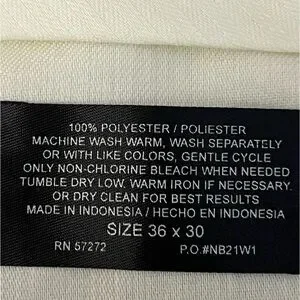 100% POLYESTER / POLIESTER
MACHINE WASH WARM, WASH SEPARATELY
OR WITH LIKE COLORS, GENTLE CYCLE
ONLY NON-CHLORINE BLEACH WHEN NEEDED
TUMBLE DRY LOW. WARM IRON IF NECESSARY.
OR DRY CLEAN FOR BEST RESULTS
MADE IN INDONESIA / HECHO EN INDONESIA
SIZE 36 x 30
RN 57272 P.O.#NB21W1